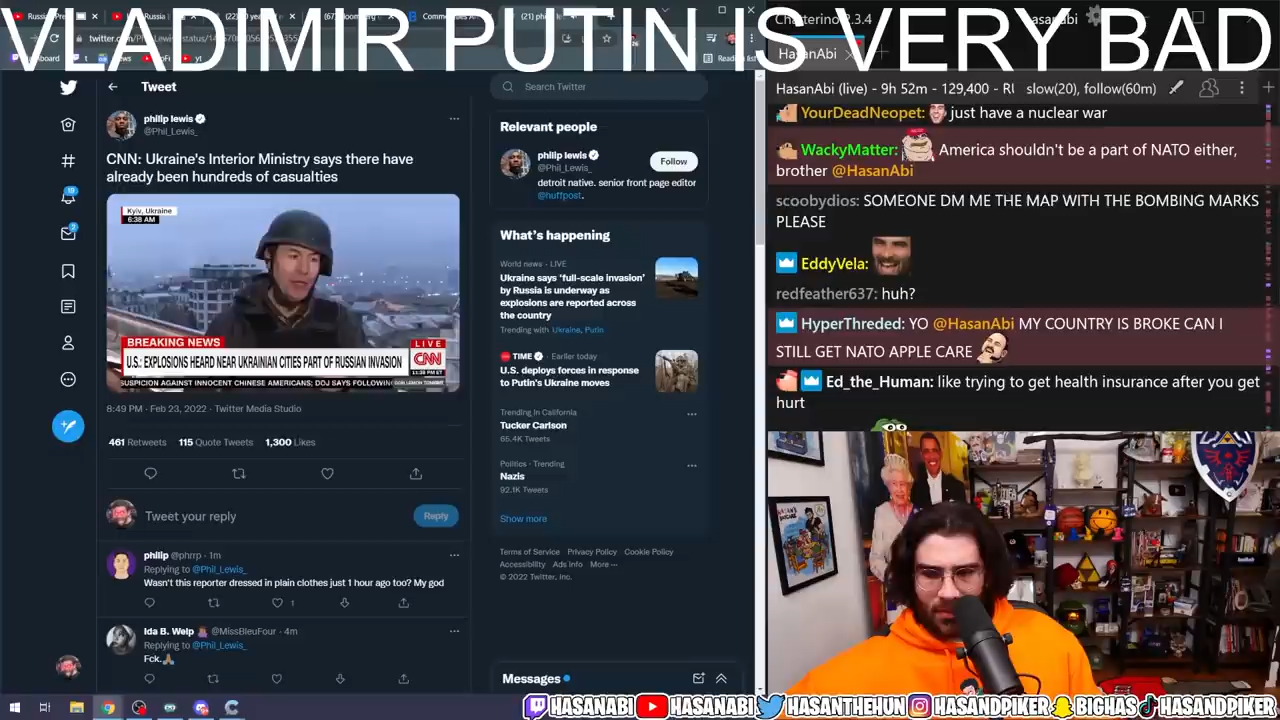 VLADIMIR PUTIN IS VERY BAD
Chatterino 2.3.4
HasanAbi
HasanAbi (live) - 9h 52m - 129,400 - RU
slow(20), follow(60m)
Tweet
philip lewis
@Phil_Lewis_
CNN: Ukraine's Interior Ministry says there have
already been hundreds of casualties
Kyiv, Ukraine
6:38 AM
BREAKING NEWS
LIVE
U.S.: EXPLOSIONS HEARD NEAR UKRAINIAN CITIES PART OF RUSSIAN INVASION
CNN
SUSPICION AGAINST INNOCENT CHINESE AMERICANS; DOJ SAYS FOLLOWING
DON LEMON TONIGHT
8:49 PM · Feb 23, 2022 · Twitter Media Studio
461 Retweets 115 Quote Tweets 1,300 Likes
Tweet your reply
Reply
philip @phrrp · 1m
Replying to @Phil_Lewis_
Wasn't this reporter dressed in plain clothes just 1 hour ago too? My god
1
Ida B. Welp @MissBleuFour · 4m
Replying to @Phil_Lewis_
Fck.
19
2
Search Twitter
Relevant people
philip lewis
@Phil_Lewis_
Follow
detroit native. senior front page editor
@huffpost.
What's happening
World news · LIVE
Ukraine says 'full-scale invasion'
by Russia is underway as
explosions are reported across
the country
Trending with Ukraine, Putin
TIME · Earlier today
U.S. deploys forces in response
to Putin's Ukraine moves
Trending in California
Tucker Carlson
65.4K Tweets
Politics · Trending
Nazis
92.1K Tweets
Show more
Terms of Service Privacy Policy Cookie Policy
Accessibility Ads Info More ···
© 2022 Twitter, Inc.
Messages
YourDeadNeopet: just have a nuclear war
WackyMatter: America shouldn't be a part of NATO either,
brother @HasanAbi
scoobydios: SOMEONE DM ME THE MAP WITH THE BOMBING MARKS
PLEASE
EddyVela:
redfeather637: huh?
HyperThreded: YO @HasanAbi MY COUNTRY IS BROKE CAN I
STILL GET NATO APPLE CARE
Ed_the_Human: like trying to get health insurance after you get
hurt
HASANABI HASANABI HASANTHEHUN HASANDPIKER BIGHAS HASANDPIKER